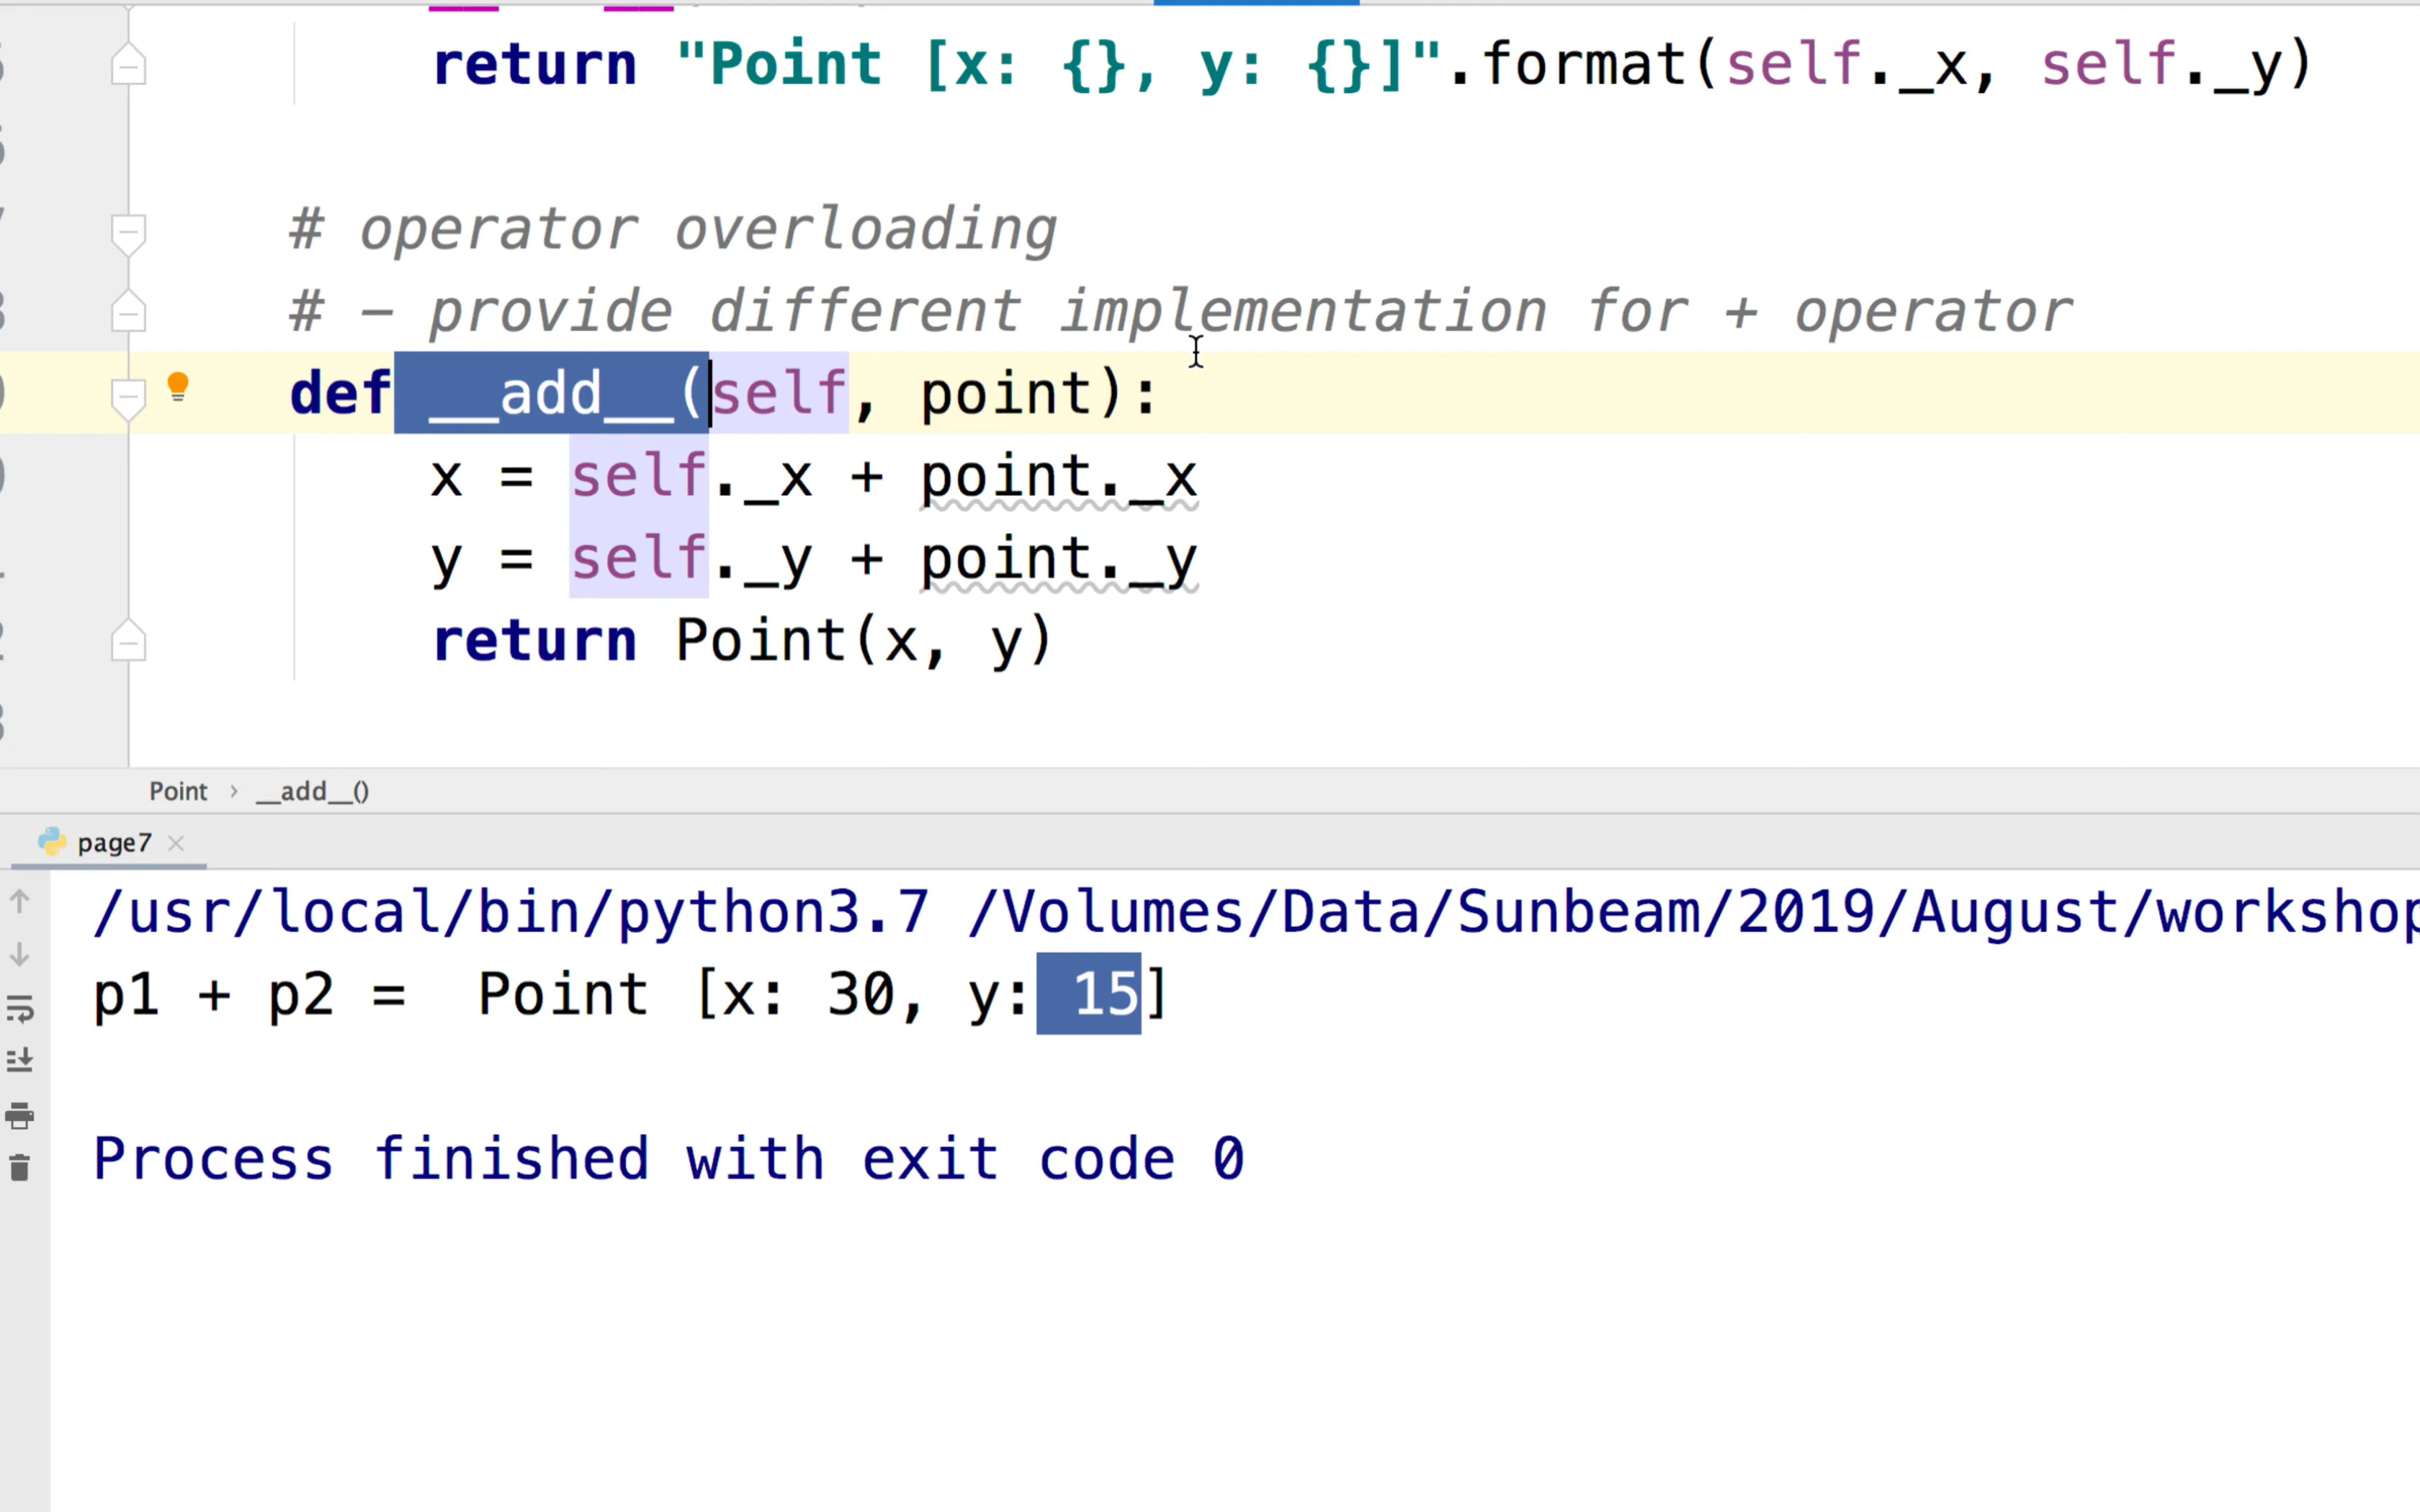 return "Point [x: {}, y: {}]".format(self._x, self._y)
# operator overloading
# – provide different implementation for + operator
def __add__(self, point):
x = self._x + point._x
y = self._y + point._y
return Point(x, y)
Point › __add__()
page7
/usr/local/bin/python3.7 /Volumes/Data/Sunbeam/2019/August/workshop
p1 + p2 =  Point [x: 30, y: 15]
Process finished with exit code 0